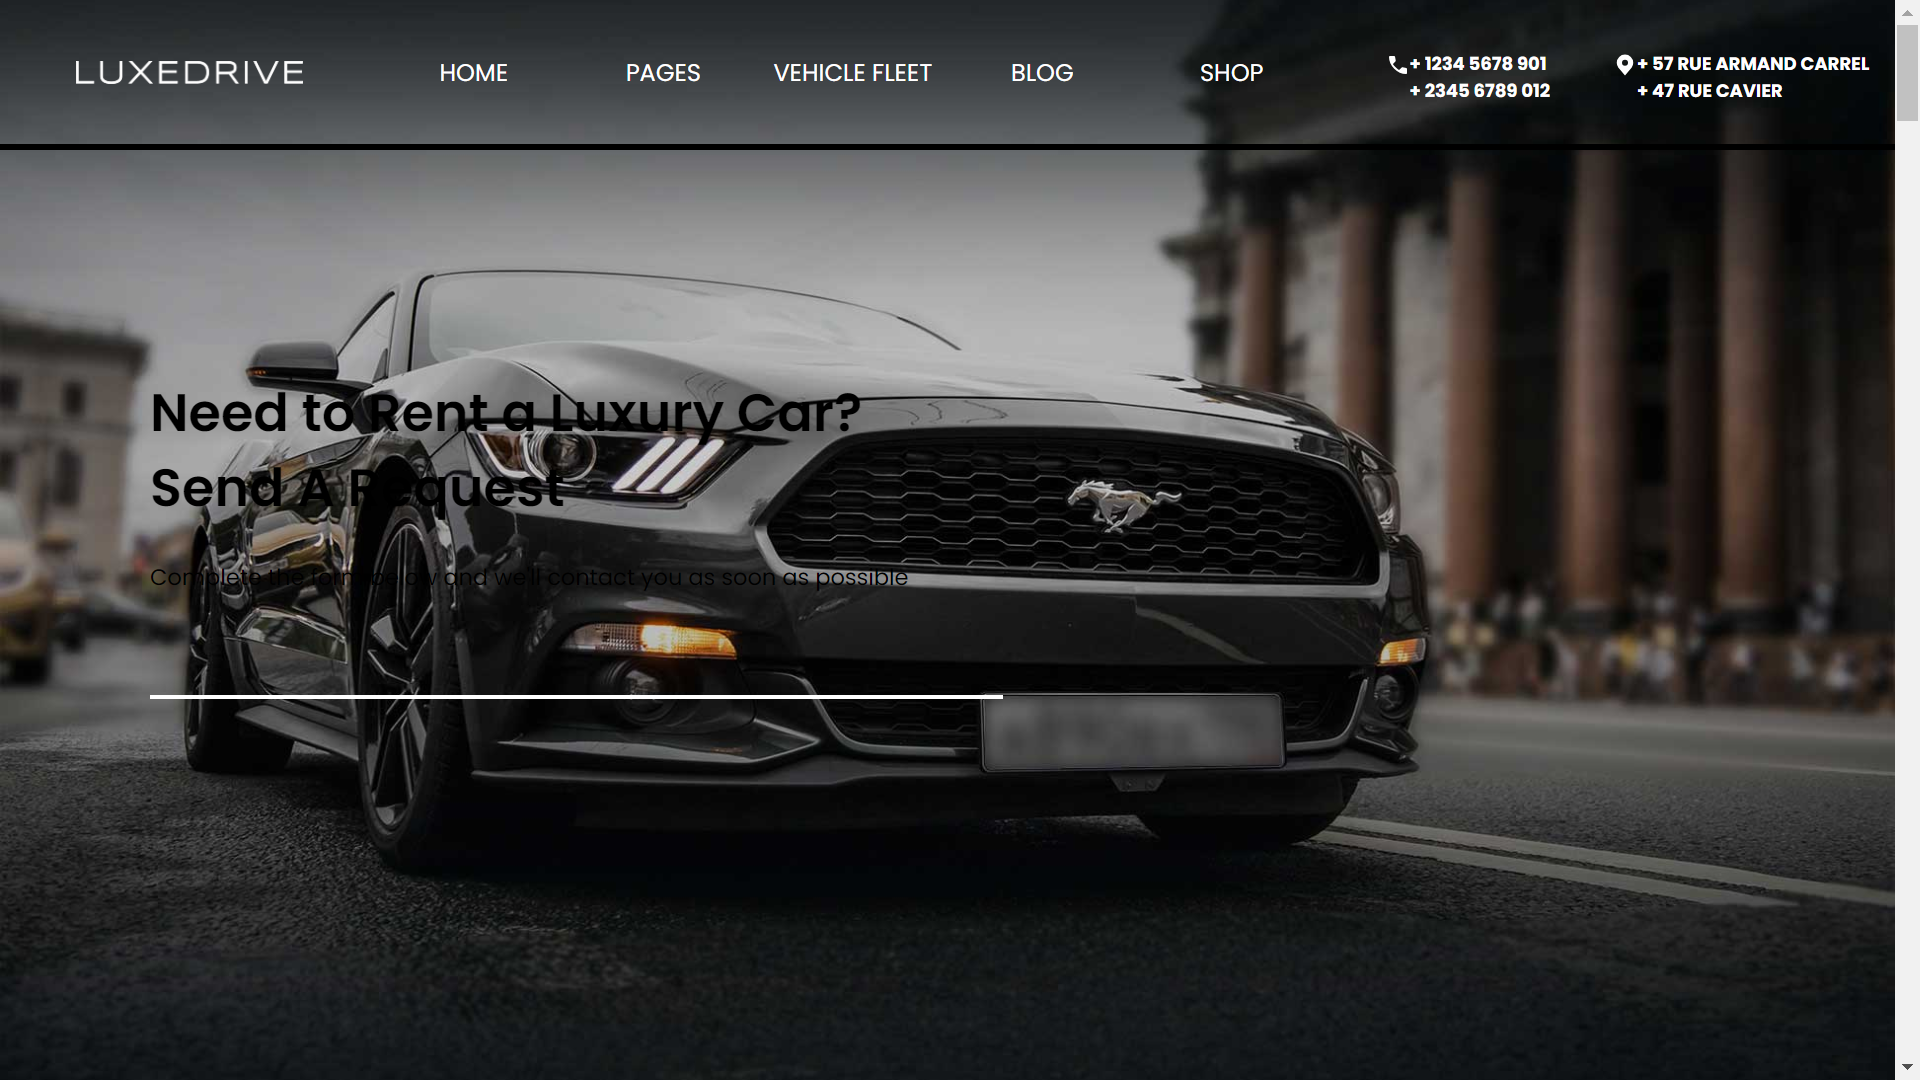 LUXEDRIVE
HOME
PAGES
VEHICLE FLEET
BLOG
SHOP
+ 1234 5678 901
+ 2345 6789 012
+ 57 RUE ARMAND CARREL
+ 47 RUE CAVIER
Need to Rent a Luxury Car?
Send A Request
Complete the form below and we'll contact you as soon as possible